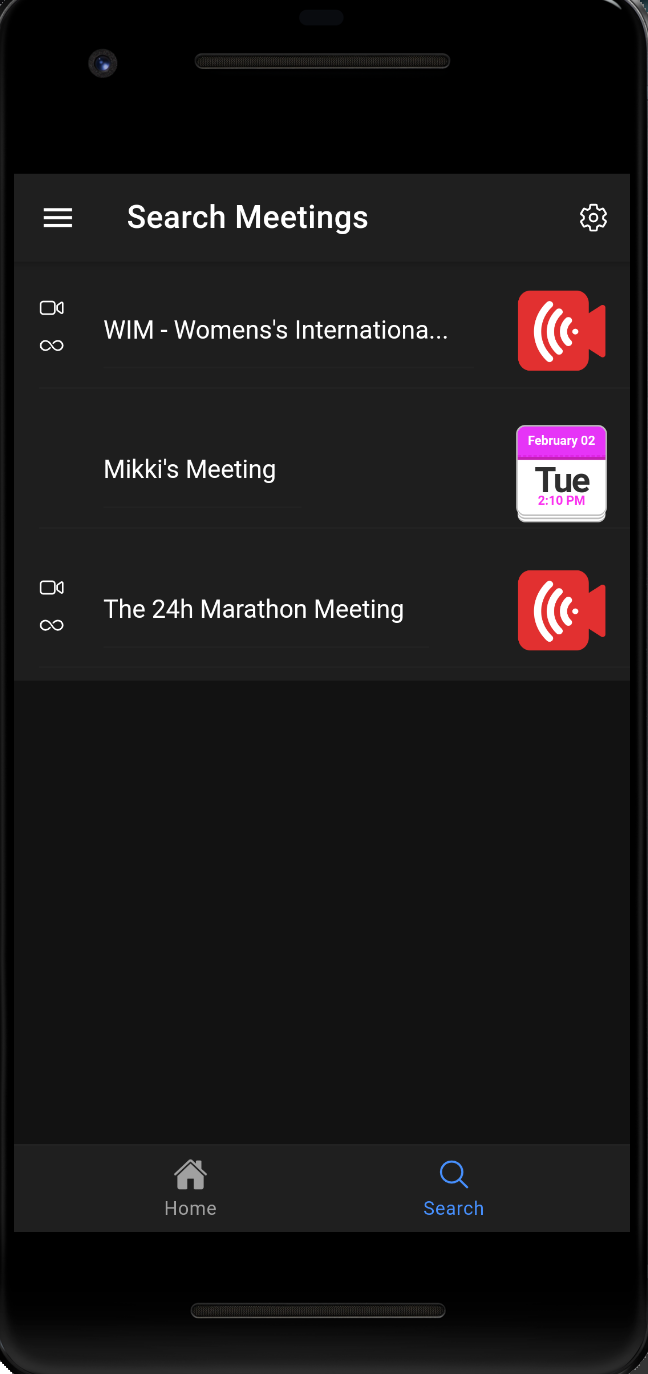 Search Meetings
WIM - Womens's Internationa...
Mikki's Meeting
February 02
Tue
2:10 PM
The 24h Marathon Meeting
Home
Search